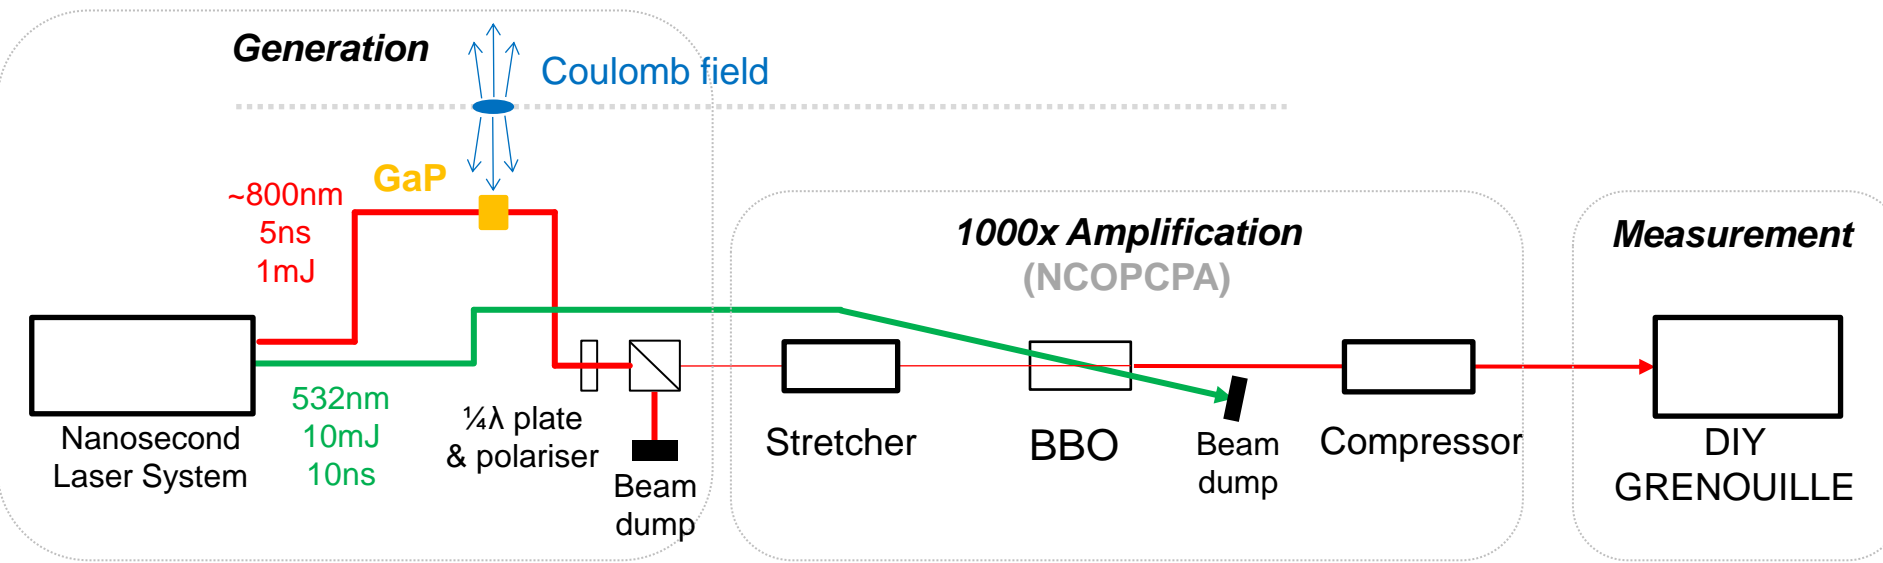 Generation
Coulomb field
GaP
~800nm
5ns
1mJ
1000x Amplification
(NCOPCPA)
Measurement
532nm
10mJ
10ns
Nanosecond
Laser System
¼λ plate
& polariser
Beam
dump
Stretcher
BBO
Beam
dump
Compressor
DIY
GRENOUILLE